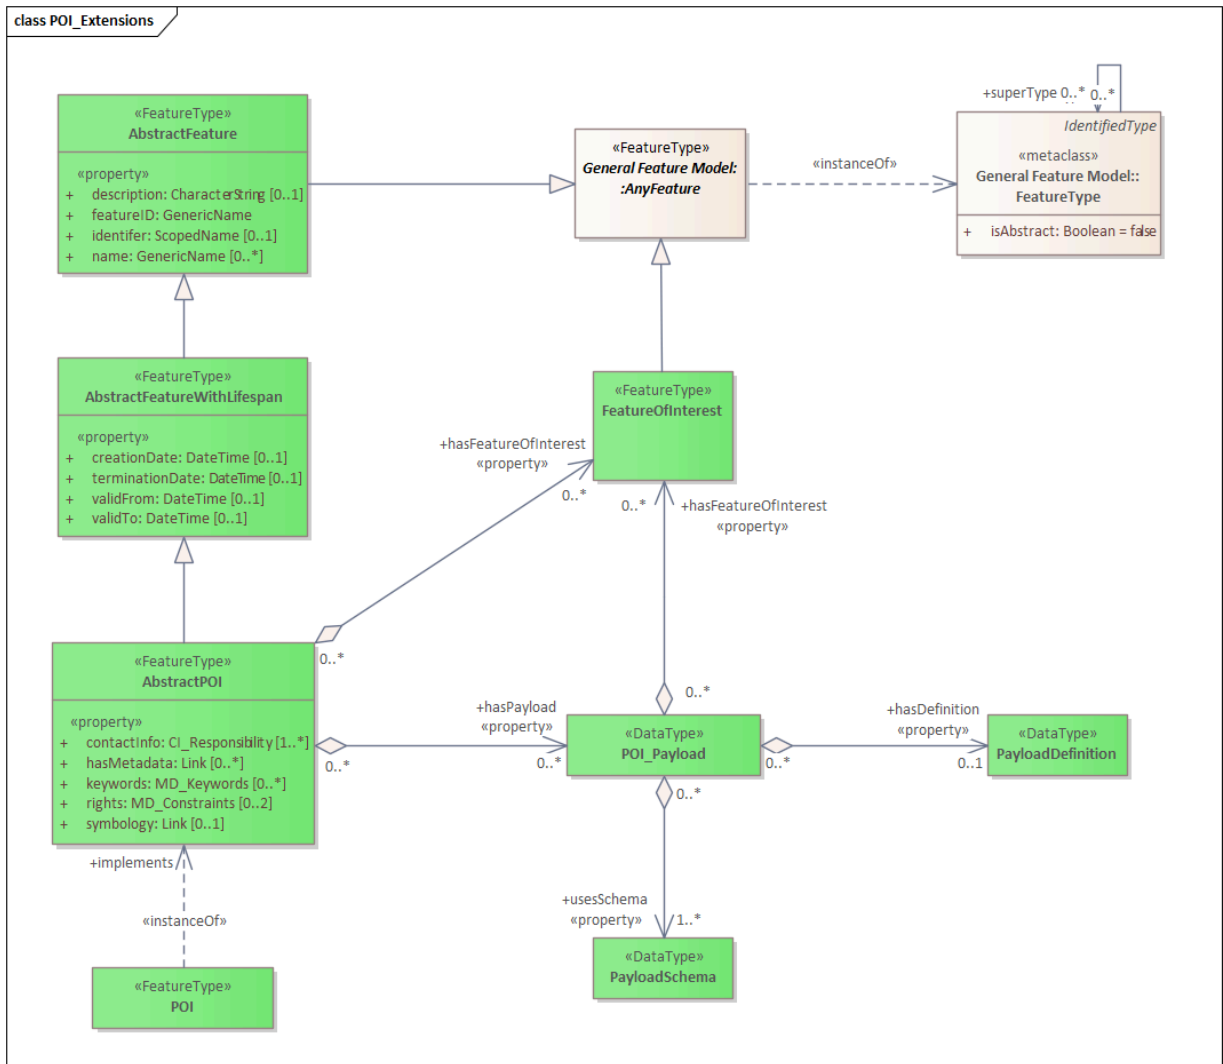 class POI_Extensions
«FeatureType»
AbstractFeature
«property»
+ description: CharacterString [0..1]
+ featureID: GenericName
+ identifer: ScopedName [0..1]
+ name: GenericName [0..*]
«FeatureType»
General Feature Model:
:AnyFeature
«instanceOf»
+superType 0..* 0..*
IdentifiedType
«metaclass»
General Feature Model::
FeatureType
+ isAbstract: Boolean = false
«FeatureType»
AbstractFeatureWithLifespan
«property»
+ creationDate: DateTime [0..1]
+ terminationDate: DateTime [0..1]
+ validFrom: DateTime [0..1]
+ validTo: DateTime [0..1]
«FeatureType»
FeatureOfInterest
+hasFeatureOfInterest
«property»
0..*
0..*
+hasFeatureOfInterest
«property»
«FeatureType»
AbstractPOI
«property»
+ contactInfo: CI_Responsibility [1..*]
+ hasMetadata: Link [0..*]
+ keywords: MD_Keywords [0..*]
+ rights: MD_Constraints [0..2]
+ symbology: Link [0..1]
0..*
0..*
+hasPayload
«property»
0..*
0..*
«DataType»
POI_Payload
+hasDefinition
«property»
0..*
0..1
«DataType»
PayloadDefinition
0..*
+implements
«instanceOf»
+usesSchema
«property»
1..*
«FeatureType»
POI
«DataType»
PayloadSchema